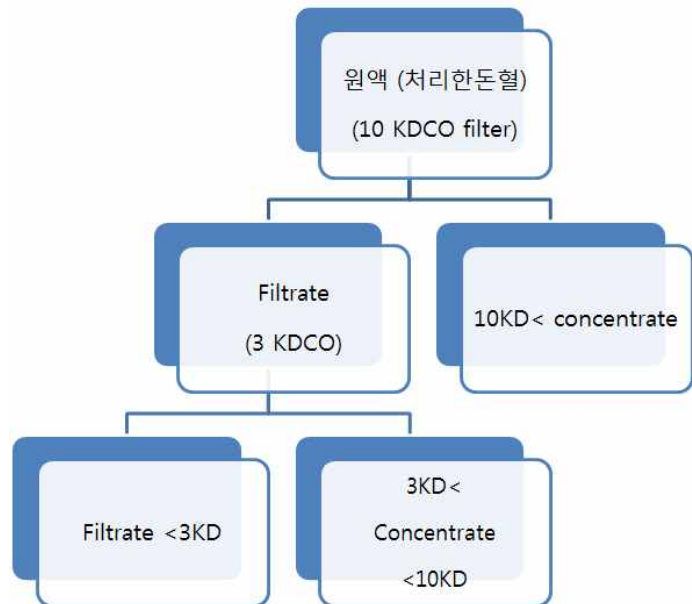 원액 (처리한돈혈)
(10 KDCO filter)
Filtrate
(3 KDCO)
10KD< concentrate
Filtrate <3KD
3KD<
Concentrate
<10KD